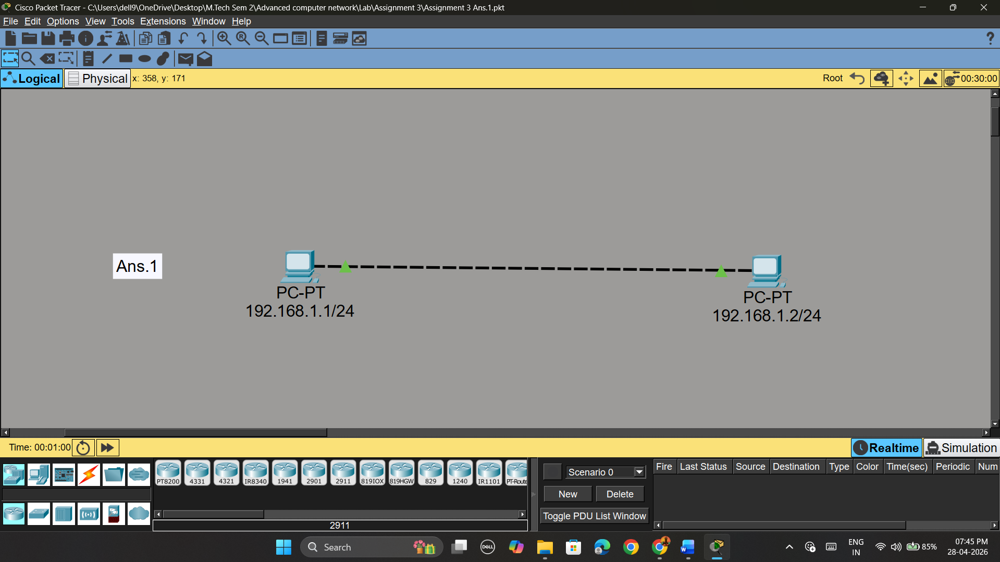 Cisco Packet Tracer - C:\Users\dell9\OneDrive\Desktop\M.Tech Sem 2\Advanced computer network\Lab\Assignment 3\Assignment 3 Ans.1.pkt
File Edit Options View Tools Extensions Window Help
Logical Physical x: 358, y: 171 Root 00:30:00
Ans.1
PC-PT
192.168.1.1/24
PC-PT
192.168.1.2/24
Time: 00:01:00 Realtime Simulation
PT8200 4331 4321 IR8340 1941 2901 2911 819IOX 819HGW 829 1240 IR1101 PT-Route
2911
Scenario 0
New Delete
Toggle PDU List Window
Fire Last Status Source Destination Type Color Time(sec) Periodic Num
Search
DELL
ENG
IN
85%
07:45 PM
28-04-2026